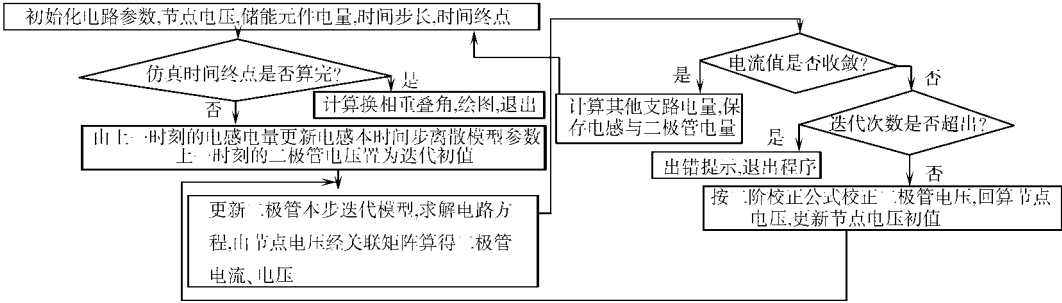 初始化电路参数,节点电压,储能元件电量,时间步长,时间终点
仿真时间终点是否算完?
是
否
计算换相重叠角,绘图,退出
由上一时刻的电感电量更新电感本时间步离散模型参数
上一时刻的二极管电压置为迭代初值
更新二极管本步迭代模型,求解电路方
程,由节点电压经关联矩阵算得二极管
电流、电压
电流值是否收敛?
是
否
计算其他支路电量,保
存电感与二极管电量
迭代次数是否超出?
是
出错提示,退出程序
否
按二阶校正公式校正二极管电压,回算节点
电压,更新节点电压初值